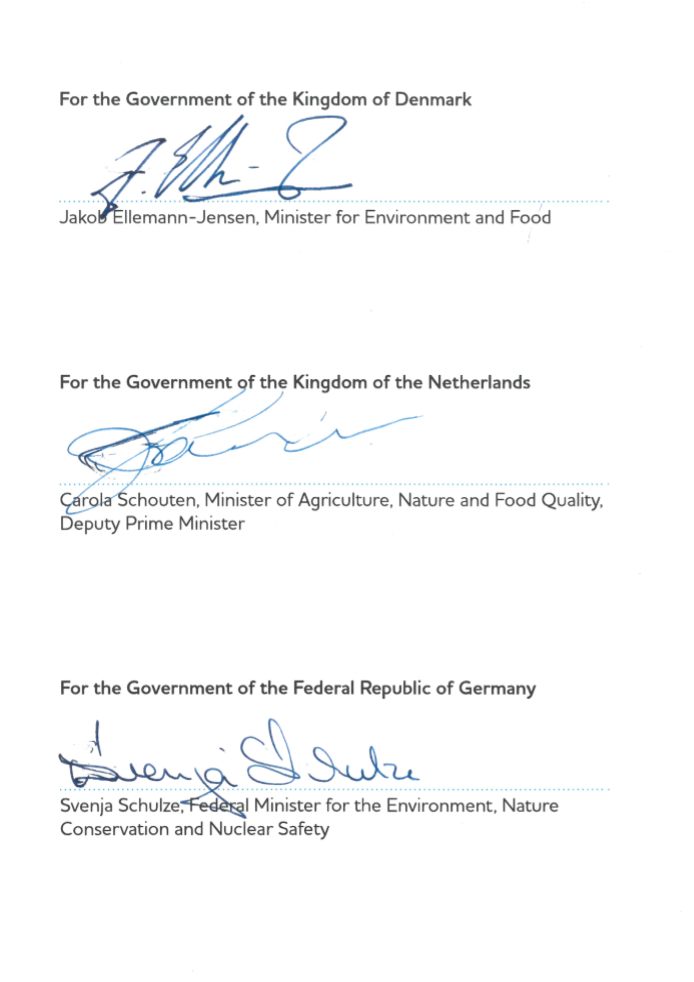 For the Government of the Kingdom of Denmark
Jakob Ellemann-Jensen, Minister for Environment and Food
For the Government of the Kingdom of the Netherlands
Carola Schouten, Minister of Agriculture, Nature and Food Quality,
Deputy Prime Minister
For the Government of the Federal Republic of Germany
Svenja Schulze
Svenja Schulze, Federal Minister for the Environment, Nature
Conservation and Nuclear Safety